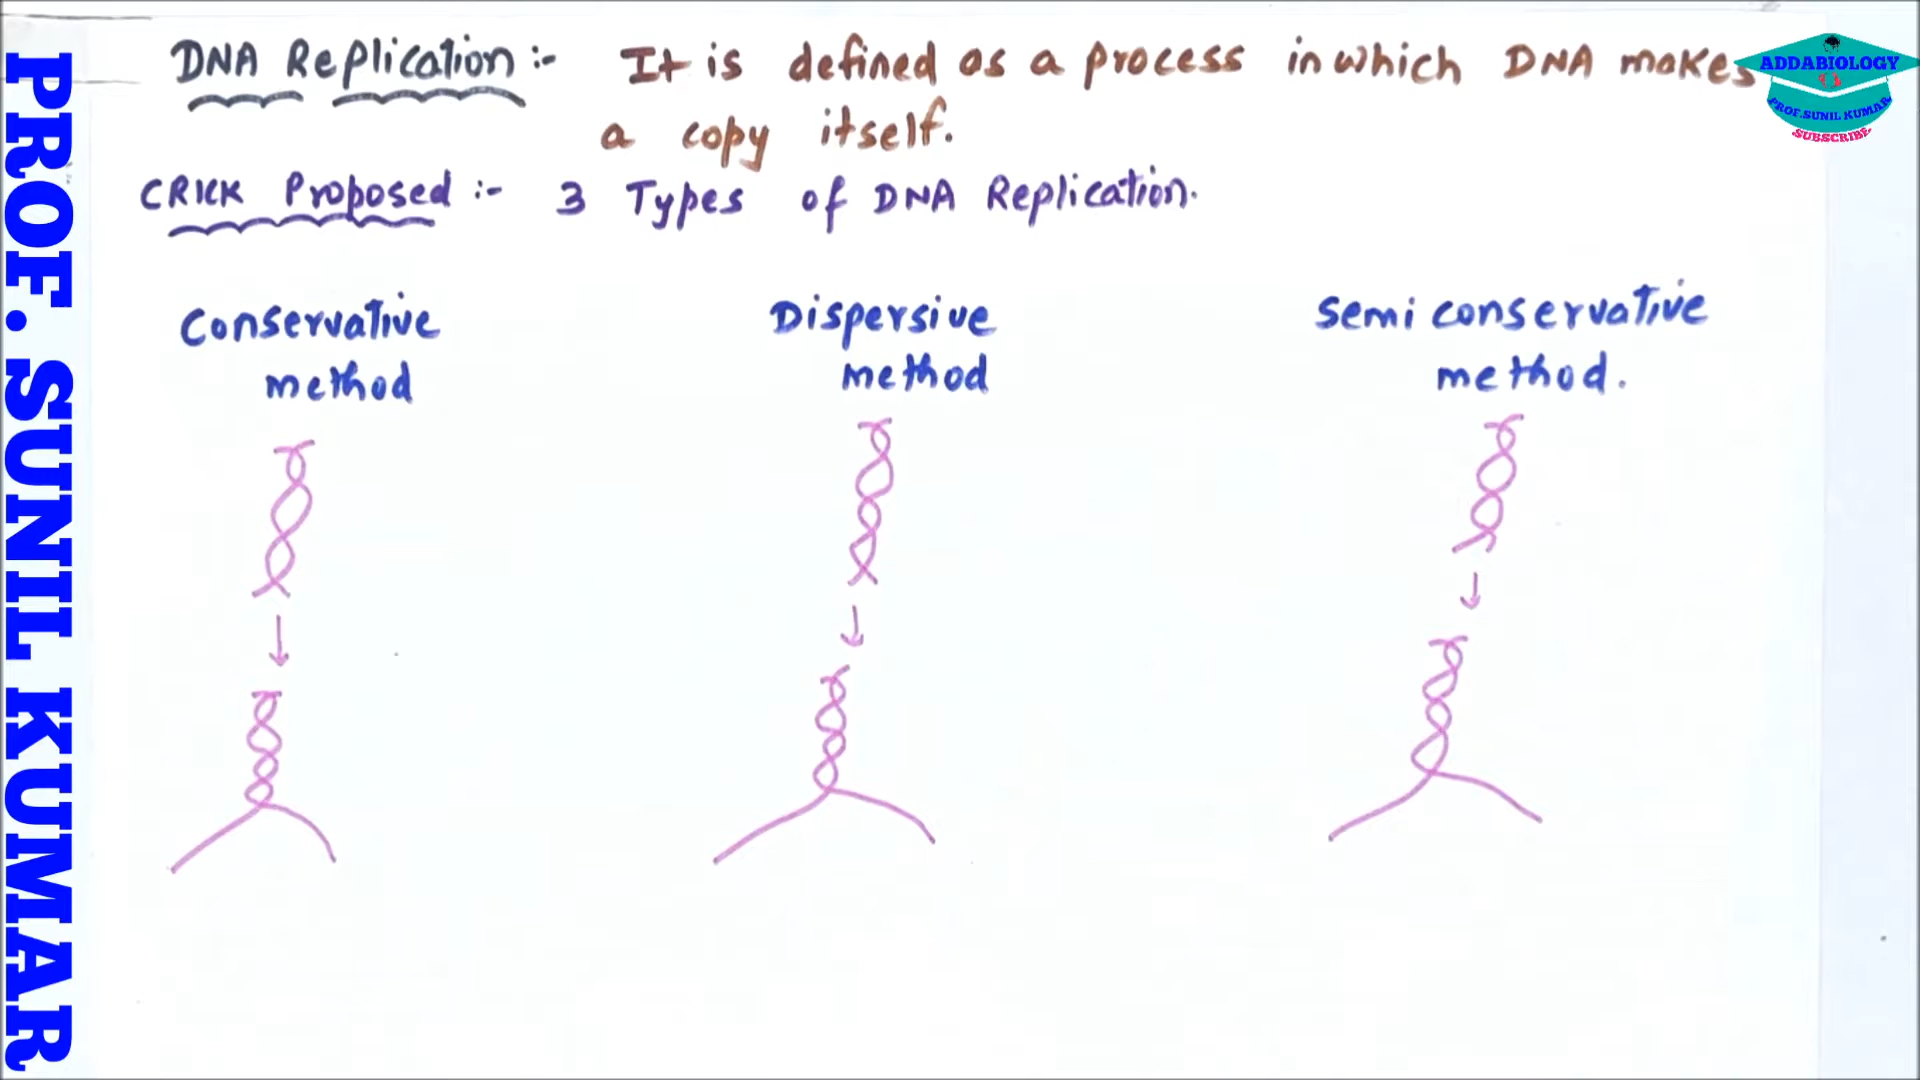 DNA Replication :- It is defined as a process in which DNA makes
a copy itself.
CRICK Proposed :- 3 Types of DNA Replication.
Conservative
method
Dispersive
method
Semi conservative
method.
PROF. SUNIL KUMAR
ADDABIOLOGY
PROF.SUNIL KUMAR
SUBSCRIBE